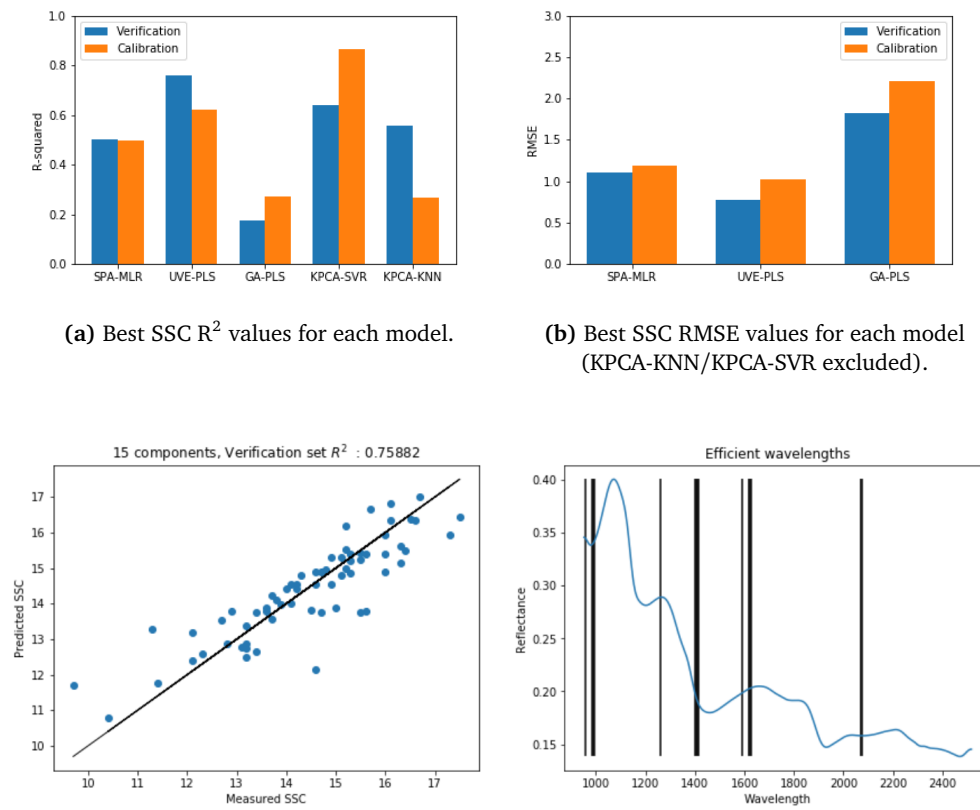 1.0
0.8
0.6
0.4
0.2
0.0
R-squared
Verification
Calibration
SPA-MLR UVE-PLS GA-PLS KPCA-SVR KPCA-KNN
3.0
2.5
2.0
1.5
1.0
0.5
0.0
RMSE
Verification
Calibration
SPA-MLR UVE-PLS GA-PLS
(a) Best SSC R² values for each model.
(b) Best SSC RMSE values for each model
(KPCA-KNN/KPCA-SVR excluded).
15 components, Verification set R² : 0.75882
17
16
15
14
13
12
11
10
Predicted SSC
10 11 12 13 14 15 16 17
Measured SSC
Efficient wavelengths
0.40
0.35
0.30
0.25
0.20
0.15
Reflectance
1000 1200 1400 1600 1800 2000 2200 2400
Wavelength